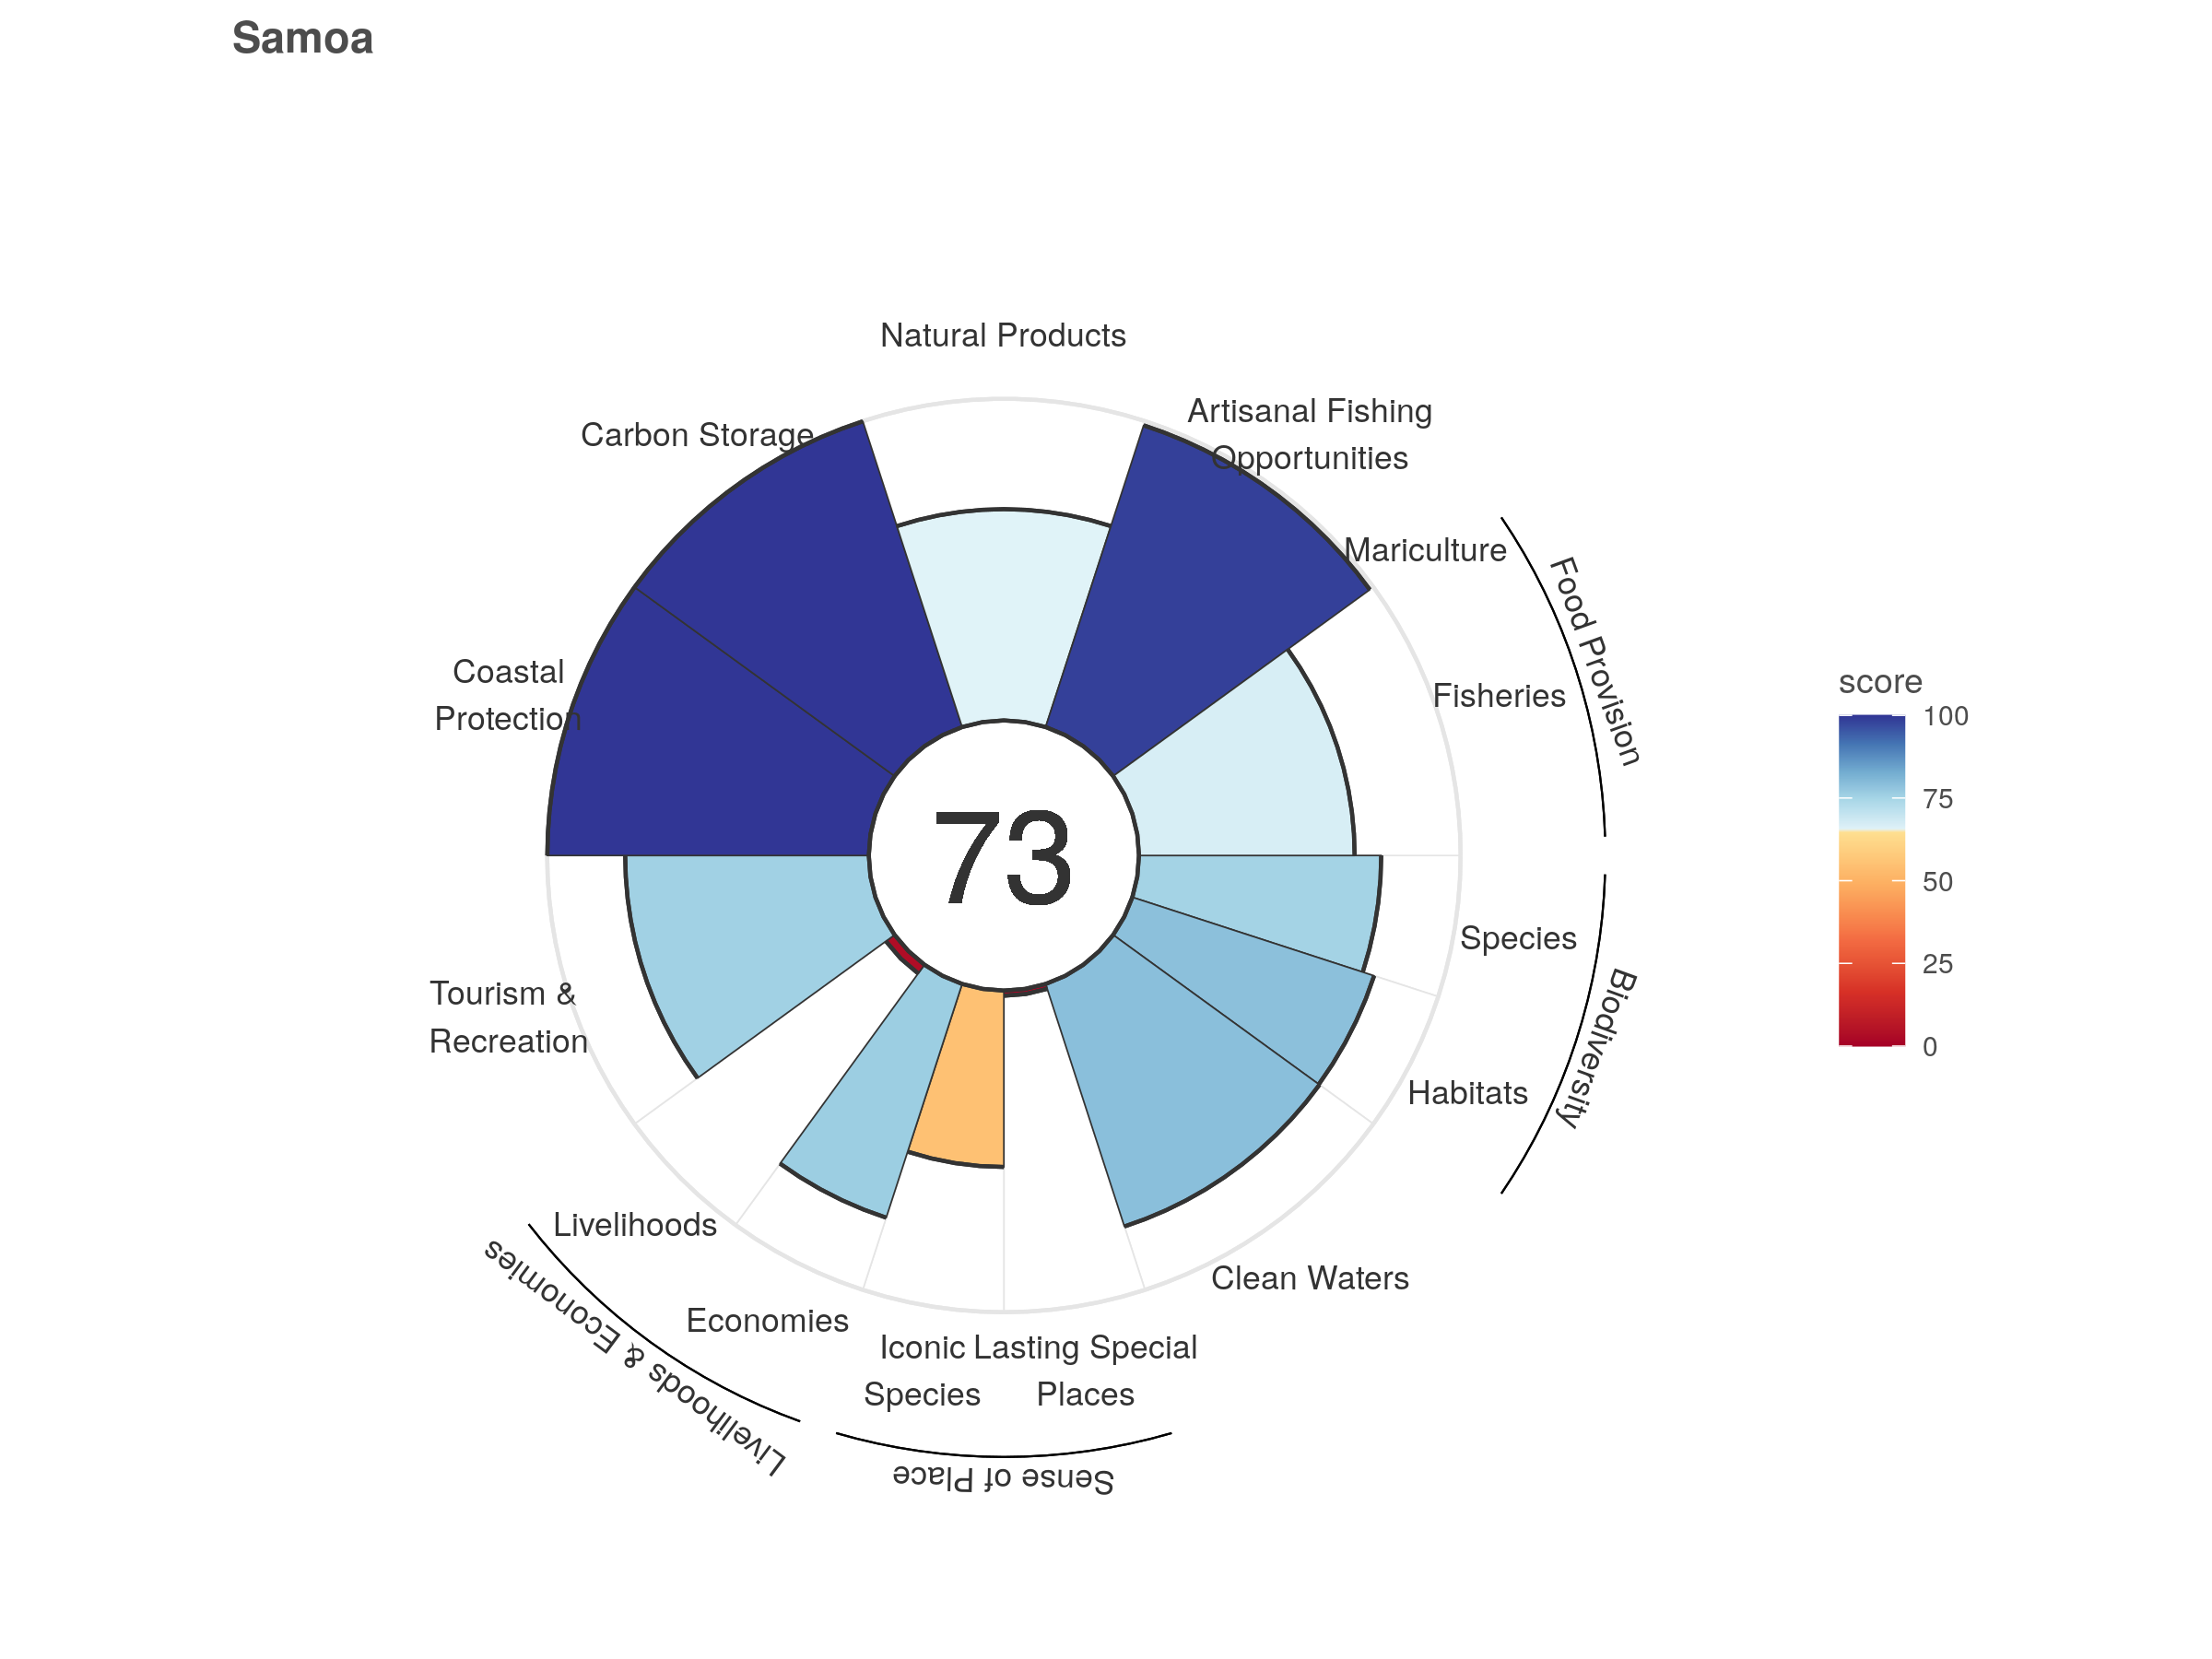 Samoa
Natural Products
Artisanal Fishing
Opportunities
Carbon Storage
Mariculture
Food Provision
Fisheries
Coastal
Protection
73
score
100
75
50
25
0
Species
Biodiversity
Habitats
Tourism &
Recreation
Livelihoods
Clean Waters
Economies
Livelihoods & Economies
Iconic
Species
Lasting Special
Places
Sense of Place